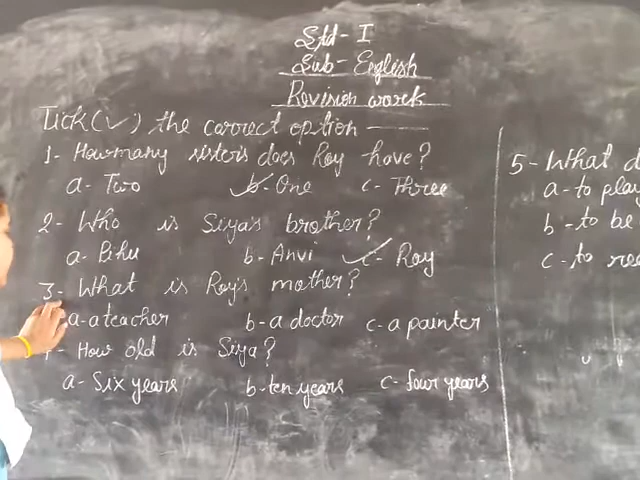 Std - I
Sub - English
Revision work
Tick (✓) the correct option
1- How many sisters does Roy have?
a- Two b- One c- Three
2- Who is Siya's brother?
a- Pihu b- Anvi c- Roy
3- What is Roy's mother?
a- a teacher b- a doctor c- a painter
How old is Siya?
a- Six years b- ten years c- four years
5- What
a- to play
b- to be
c- to